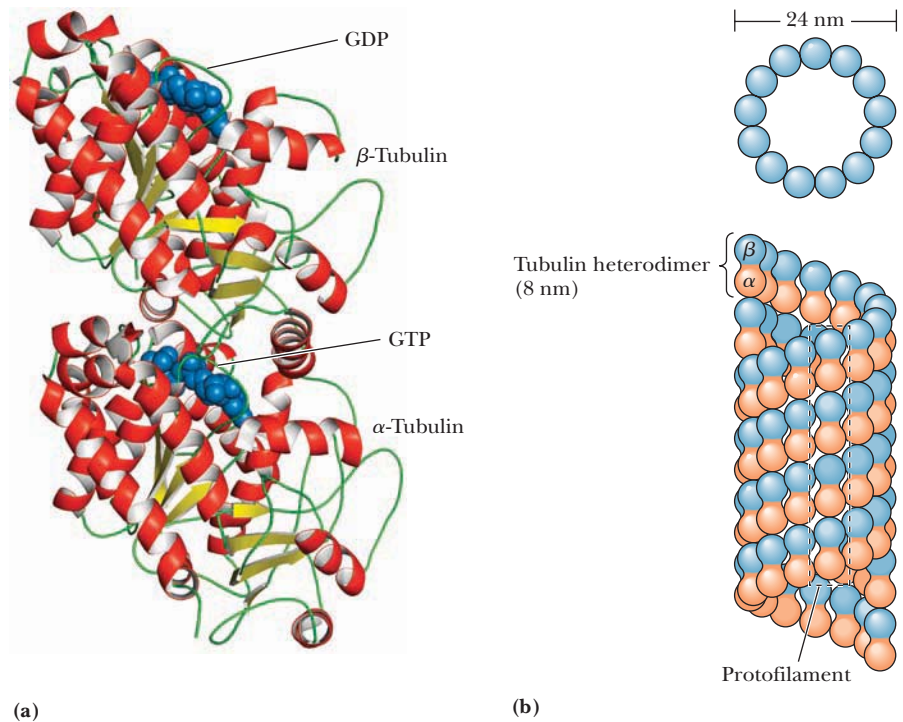 GDP
β-Tubulin
GTP
α-Tubulin
(a)
24 nm
Tubulin heterodimer
(8 nm)
β
α
Protofilament
(b)